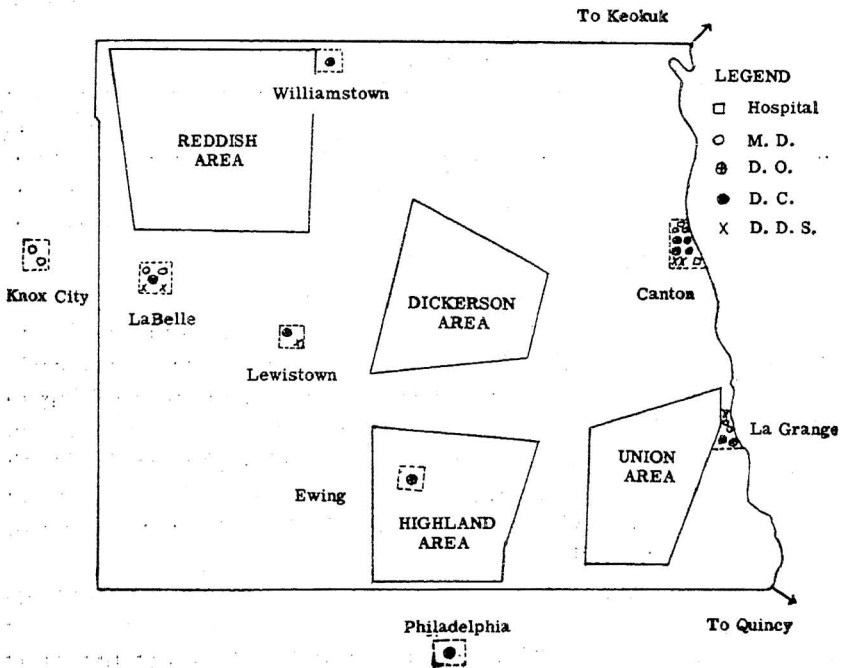 To Keokuk
Williamstown
LEGEND
Hospital
M. D.
D. O.
D. C.
X D. D. S.
REDDISH
AREA
Knox City
LaBelle
X X
Canton
XX
DICKERSON
AREA
Lewistown
La Grange
X
UNION
AREA
Ewing
HIGHLAND
AREA
Philadelphia
To Quincy